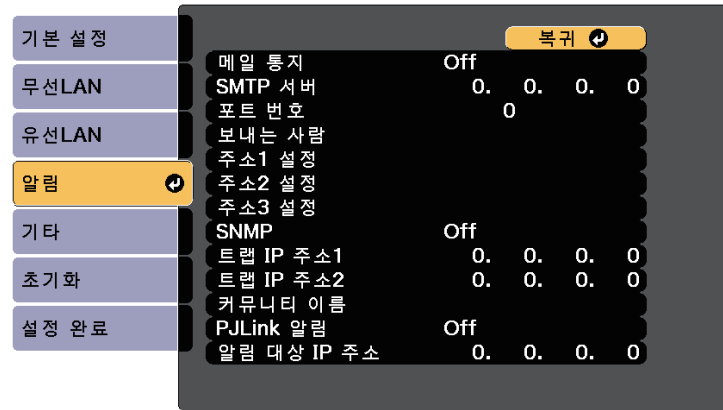 기본 설정
무선LAN
유선LAN
알림
기타
초기화
설정 완료
복귀
메일 통지 Off
SMTP 서버 0. 0. 0. 0
포트 번호 0
보내는 사람
주소1 설정
주소2 설정
주소3 설정
SNMP Off
트랩 IP 주소1 0. 0. 0. 0
트랩 IP 주소2 0. 0. 0. 0
커뮤니티 이름
PJLink 알림 Off
알림 대상 IP 주소 0. 0. 0. 0